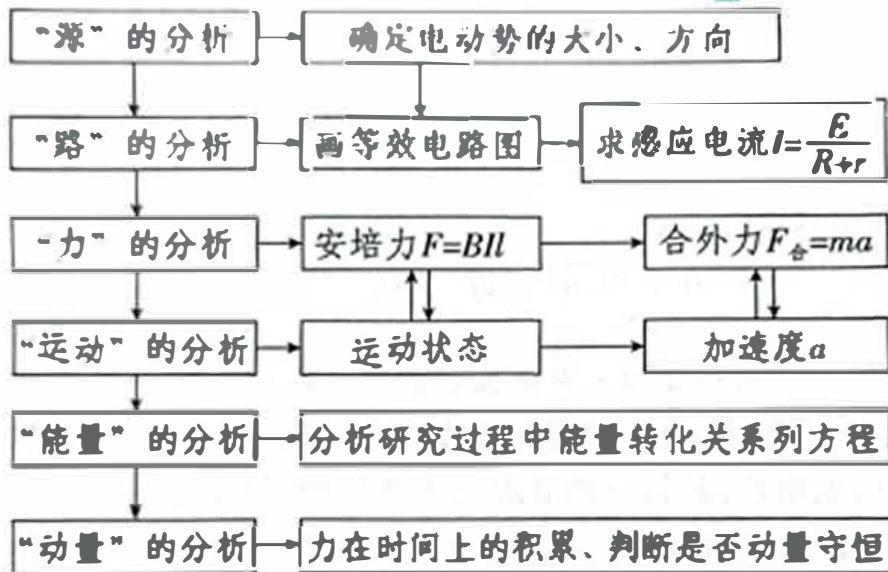 “源”的分析 确定电动势的大小、方向
“路”的分析 画等效电路图 求感应电流I=E/(R+r)
“力”的分析 安培力F=BIl 合外力F合=ma
“运动”的分析 运动状态 加速度a
“能量”的分析 分析研究过程中能量转化关系列方程
“动量”的分析 力在时间上的积累、判断是否动量守恒